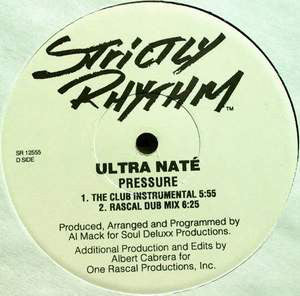 STRICTLY
RHYTHM™
SR 12555
D SIDE
ULTRA NATÉ
PRESSURE
1. THE CLUB INSTRUMENTAL 5:55
2. RASCAL DUB MIX 6:25
Produced, Arranged and Programmed by
Al Mack for Soul Deluxx Productions.
Additional Production and Edits by
Albert Cabrera for
One Rascal Productions, Inc.